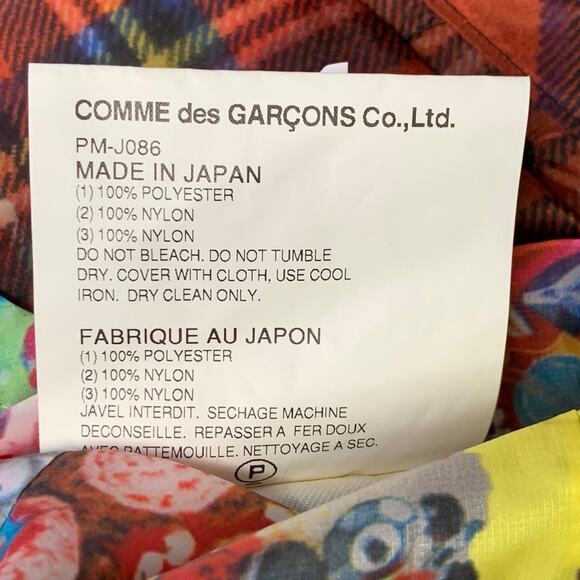 COMME des GARÇONS Co.,Ltd.
PM-J086
MADE IN JAPAN
(1) 100% POLYESTER
(2) 100% NYLON
(3) 100% NYLON
DO NOT BLEACH. DO NOT TUMBLE
DRY. COVER WITH CLOTH, USE COOL
IRON. DRY CLEAN ONLY.
FABRIQUE AU JAPON
(1) 100% POLYESTER
(2) 100% NYLON
(3) 100% NYLON
JAVEL INTERDIT. SECHAGE MACHINE
DECONSEILLE. REPASSER A FER DOUX
AVEC PATTEMOUILLE. NETTOYAGE A SEC.
P